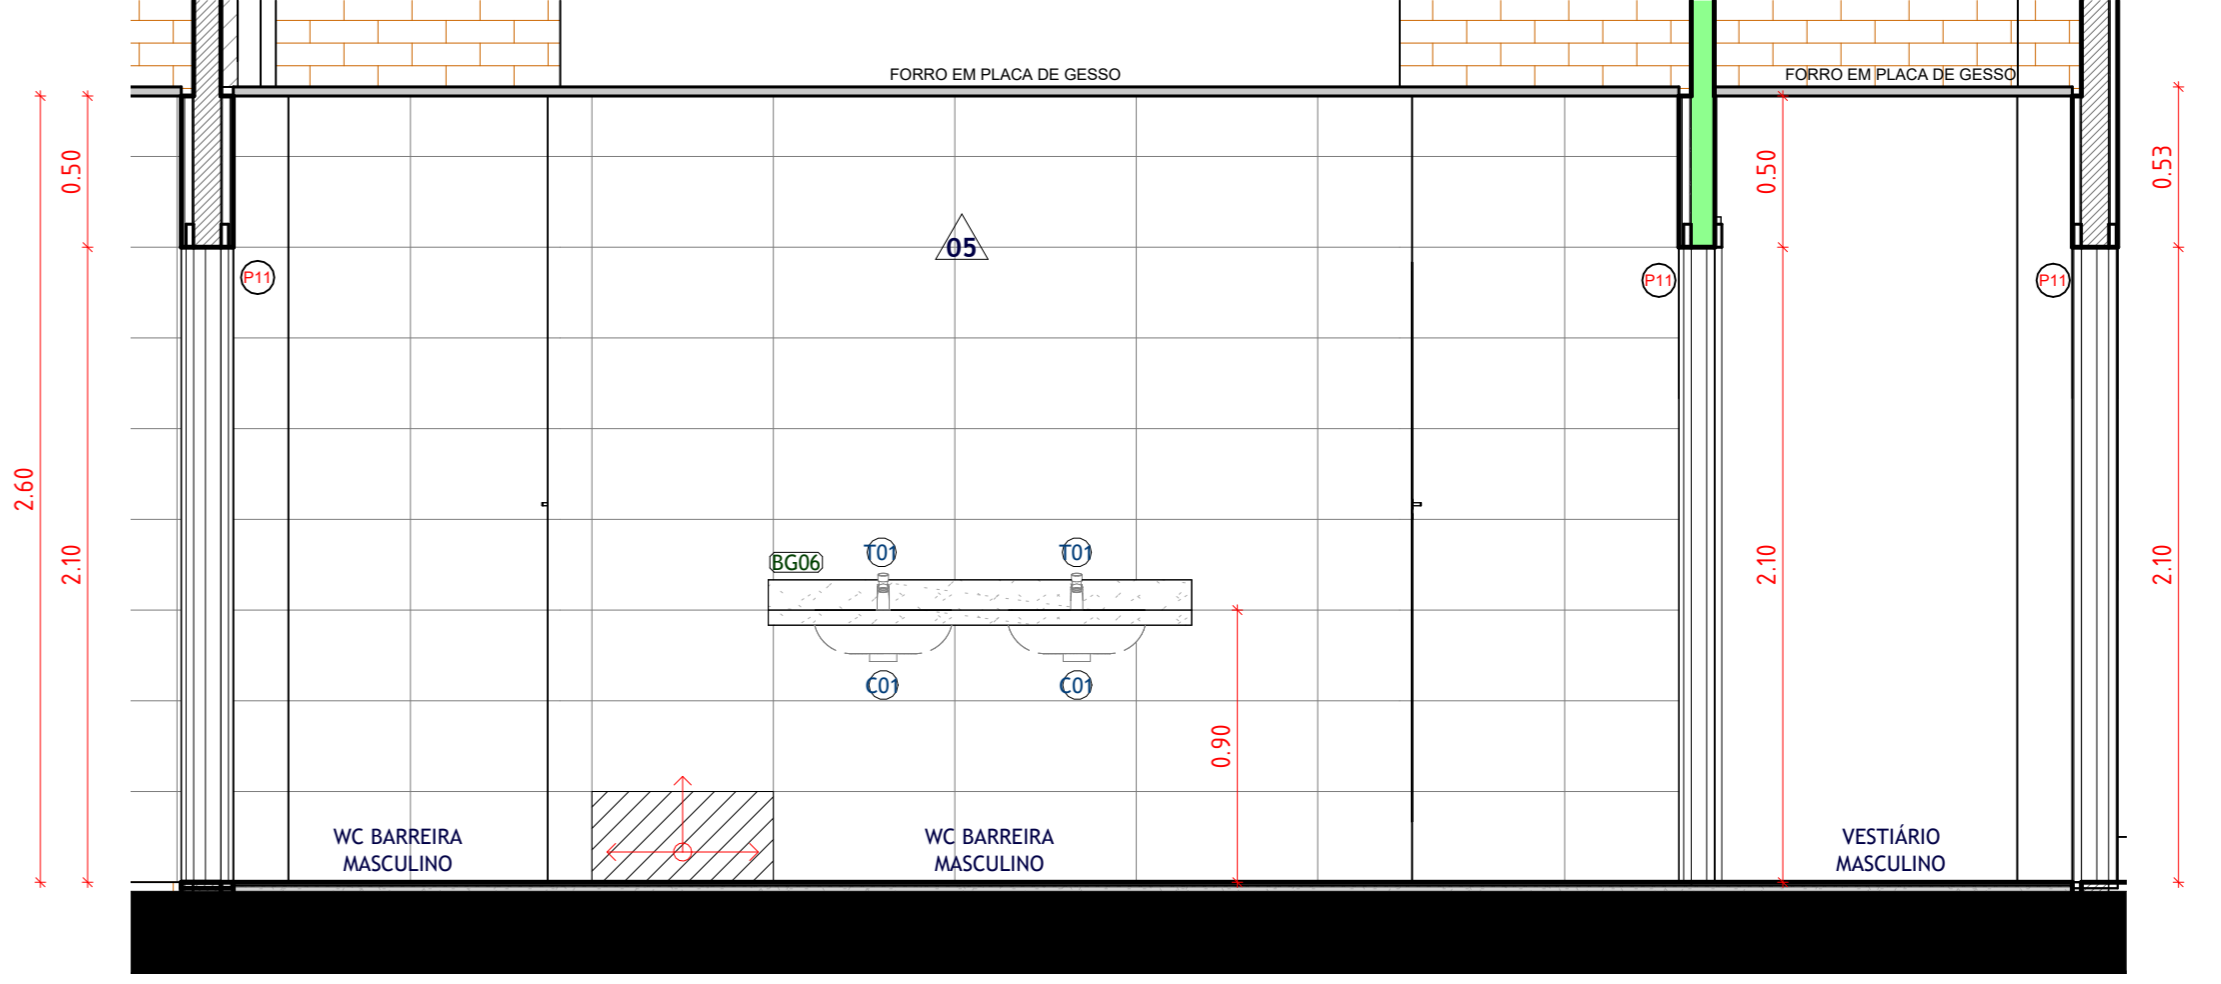 FORRO EM PLACA DE GESSO
FORRO EM PLACA DE GESSO
0.50
0.50
0.53
05
P11
P11
P11
2.60
2.10
2.10
2.10
T01
T01
BG06
C01
C01
0.90
WC BARREIRA
MASCULINO
WC BARREIRA
MASCULINO
VESTIÁRIO
MASCULINO